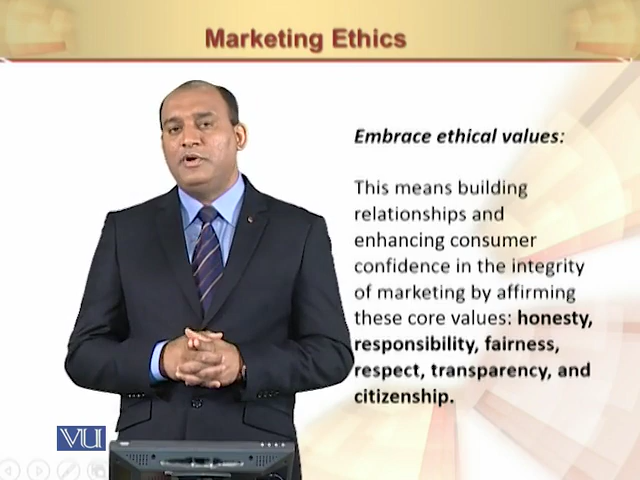 Marketing Ethics
Embrace ethical values:
This means building
relationships and
enhancing consumer
confidence in the integrity
of marketing by affirming
these core values: honesty,
responsibility, fairness,
respect, transparency, and
citizenship.
VU